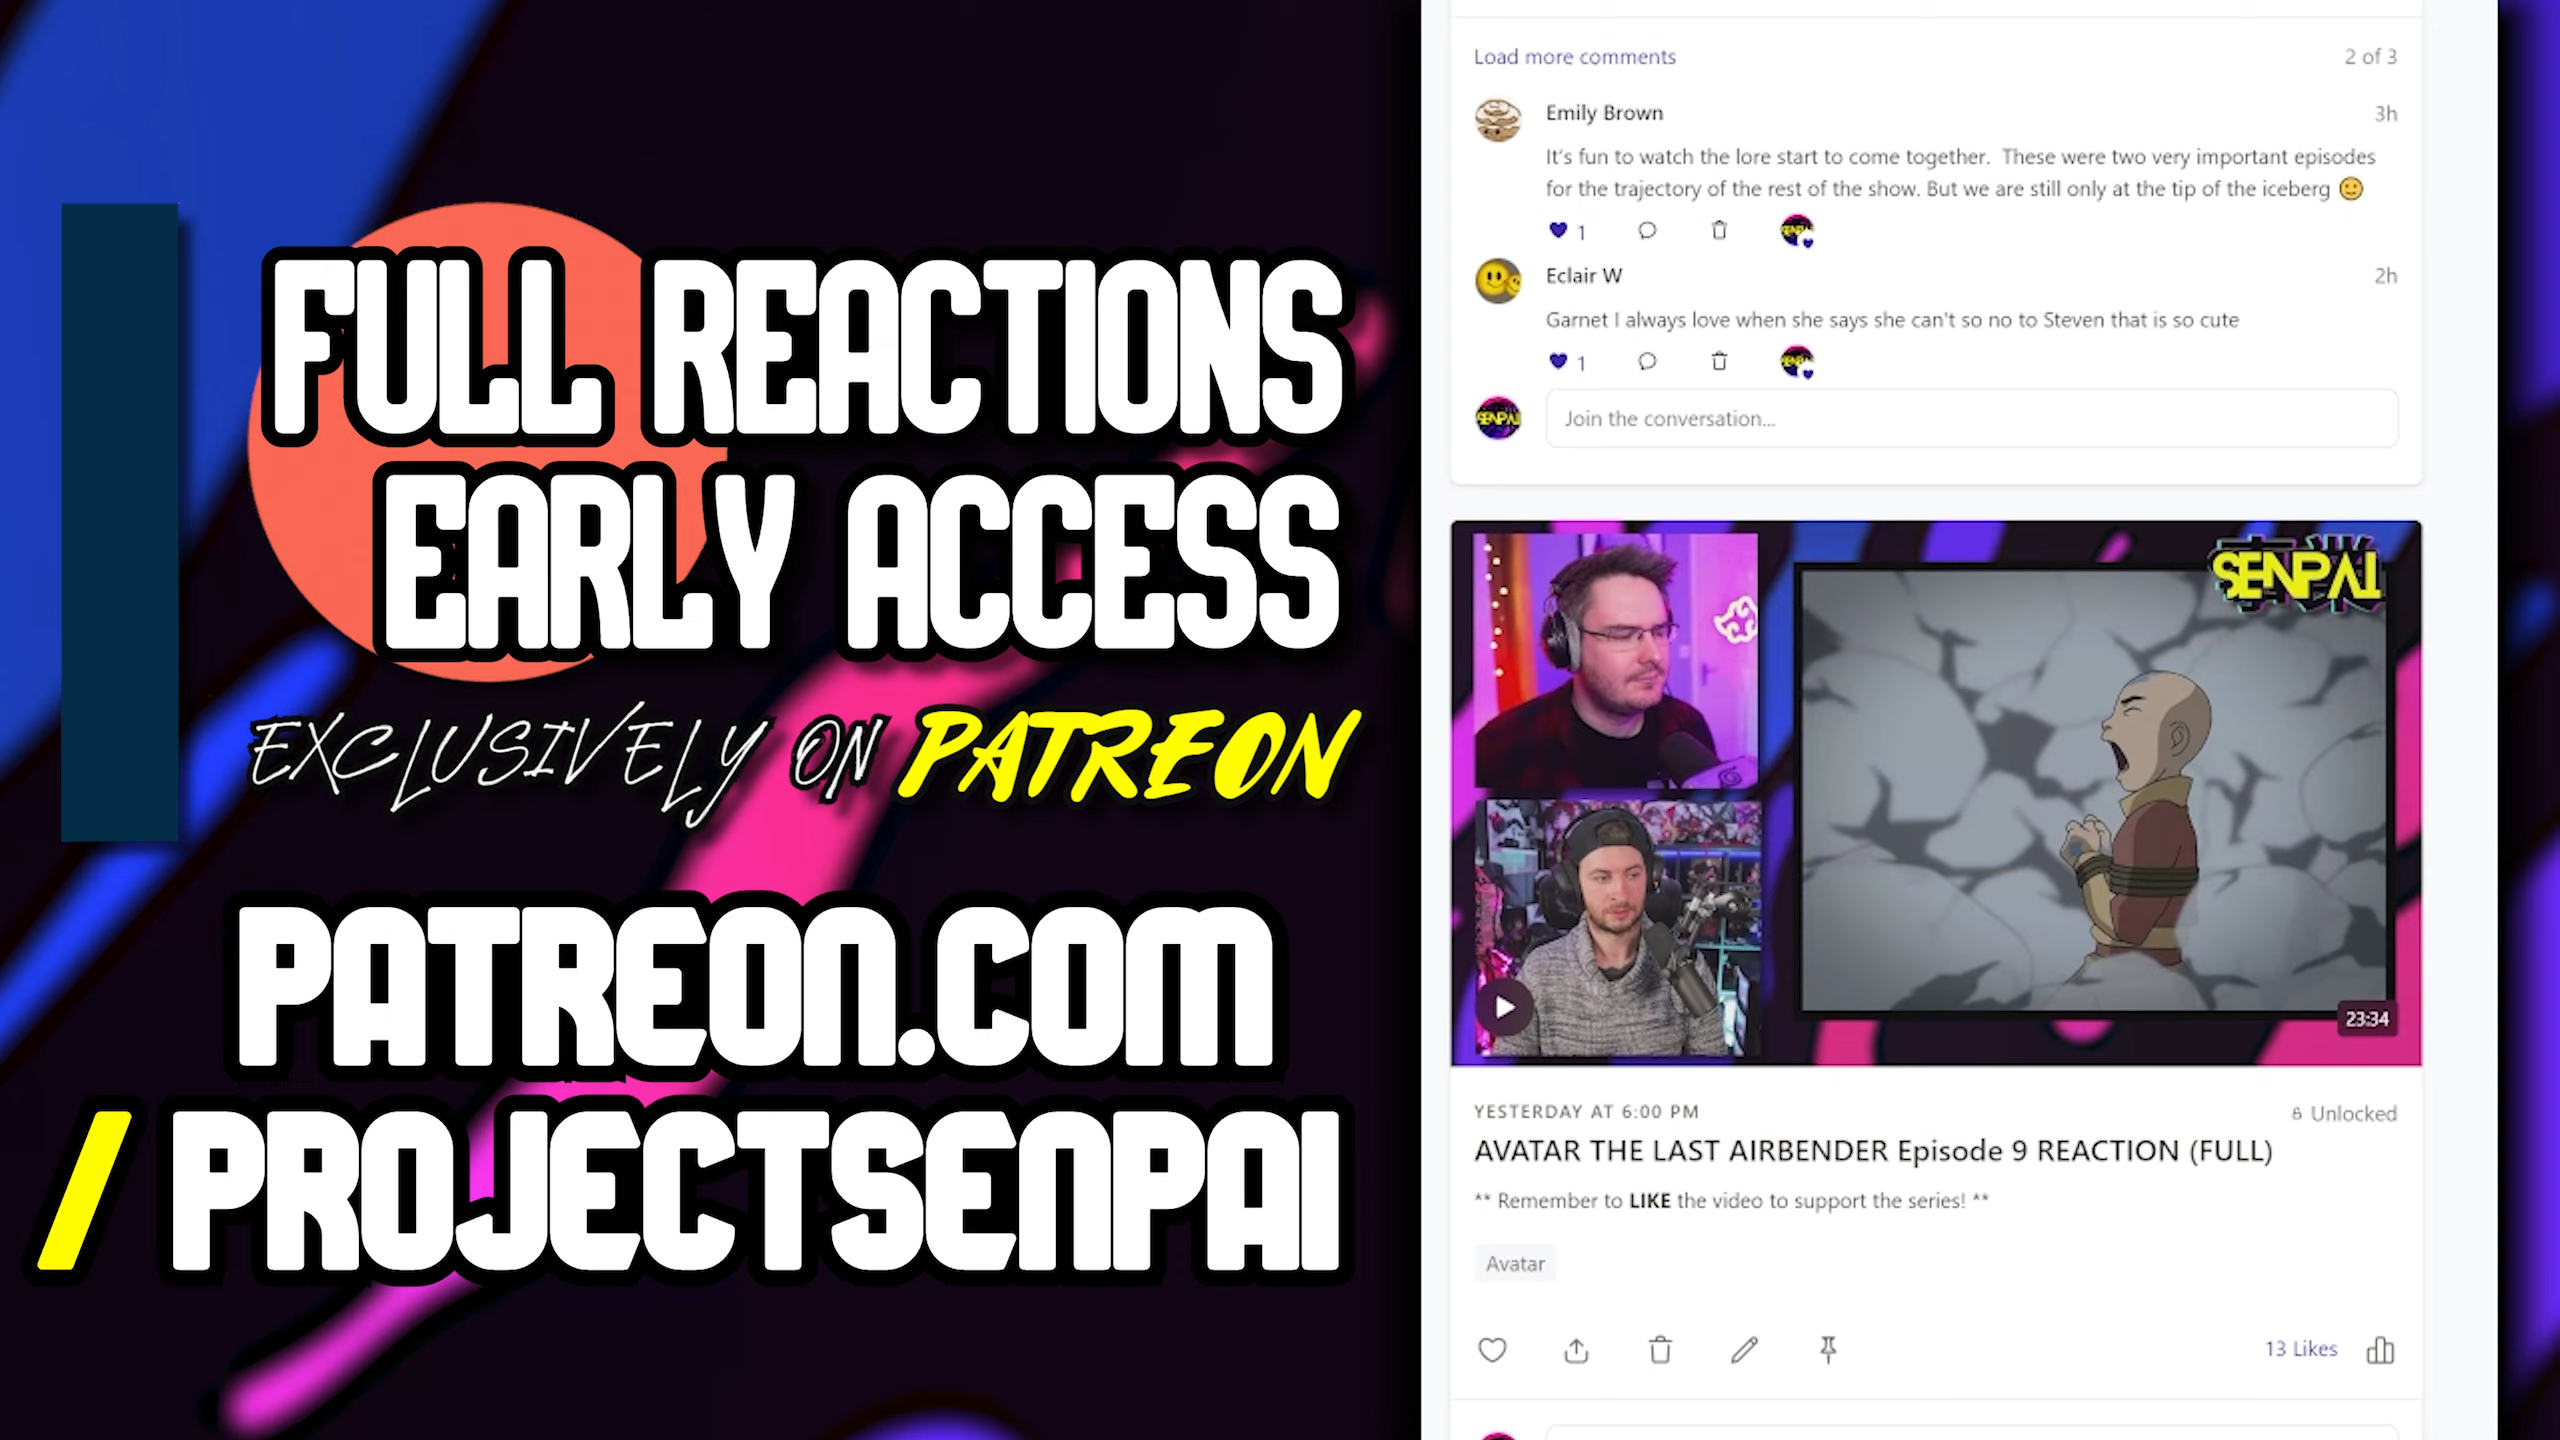 FULL REACTIONS
EARLY ACCESS
EXCLUSIVELY ON PATREON
PATREON.COM
/ PROJECTSENPAI
Load more comments
2 of 3
Emily Brown
3h
It's fun to watch the lore start to come together. These were two very important episodes
for the trajectory of the rest of the show. But we are still only at the tip of the iceberg 🙂
1
Eclair W
2h
Garnet I always love when she says she can't so no to Steven that is so cute
1
SENPAI
Join the conversation...
SENPAI
23:34
YESTERDAY AT 6:00 PM
Unlocked
AVATAR THE LAST AIRBENDER Episode 9 REACTION (FULL)
** Remember to LIKE the video to support the series! **
Avatar
13 Likes